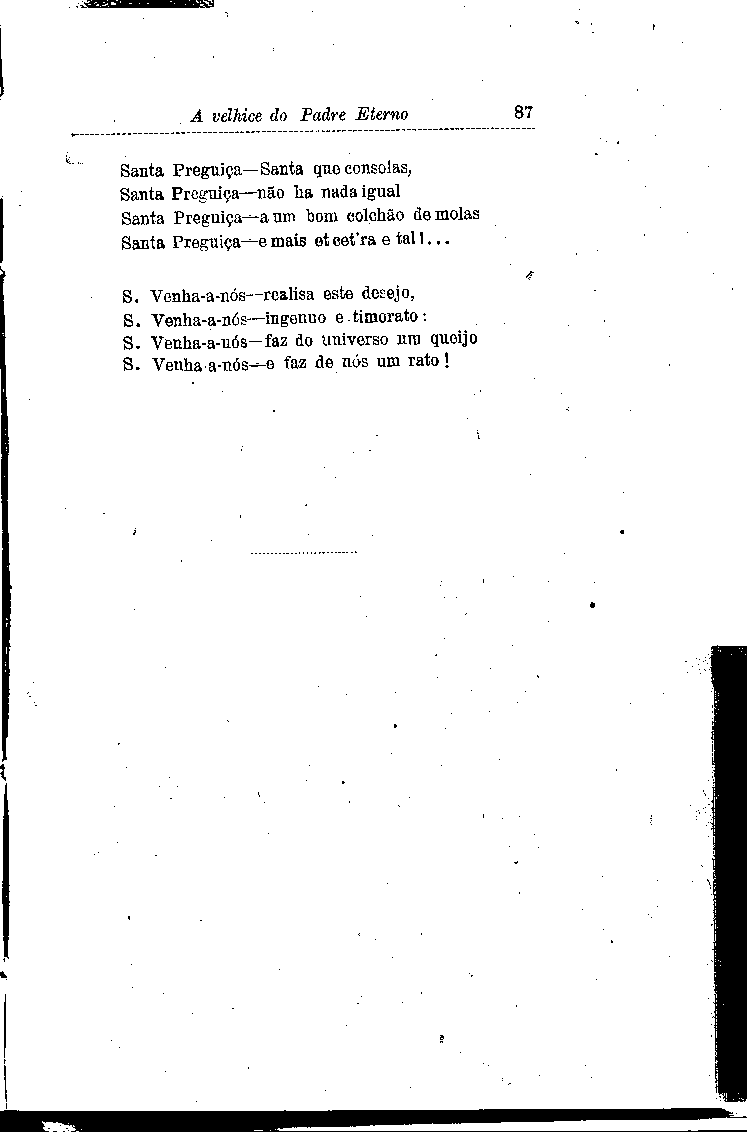 A velhice do Padre Eterno 87
Santa Preguiça—Santa que consolas,
Santa Preguiça—não ha nada igual
Santa Preguiça—a um bom colchão de molas
Santa Preguiça—e mais et cet'ra e tal!...
S. Venha-a-nós—realisa este desejo,
S. Venha-a-nós—ingenuo e timorato:
S. Venha-a-nós—faz do universo um queijo
S. Venha-a-nós—e faz de nós um rato!